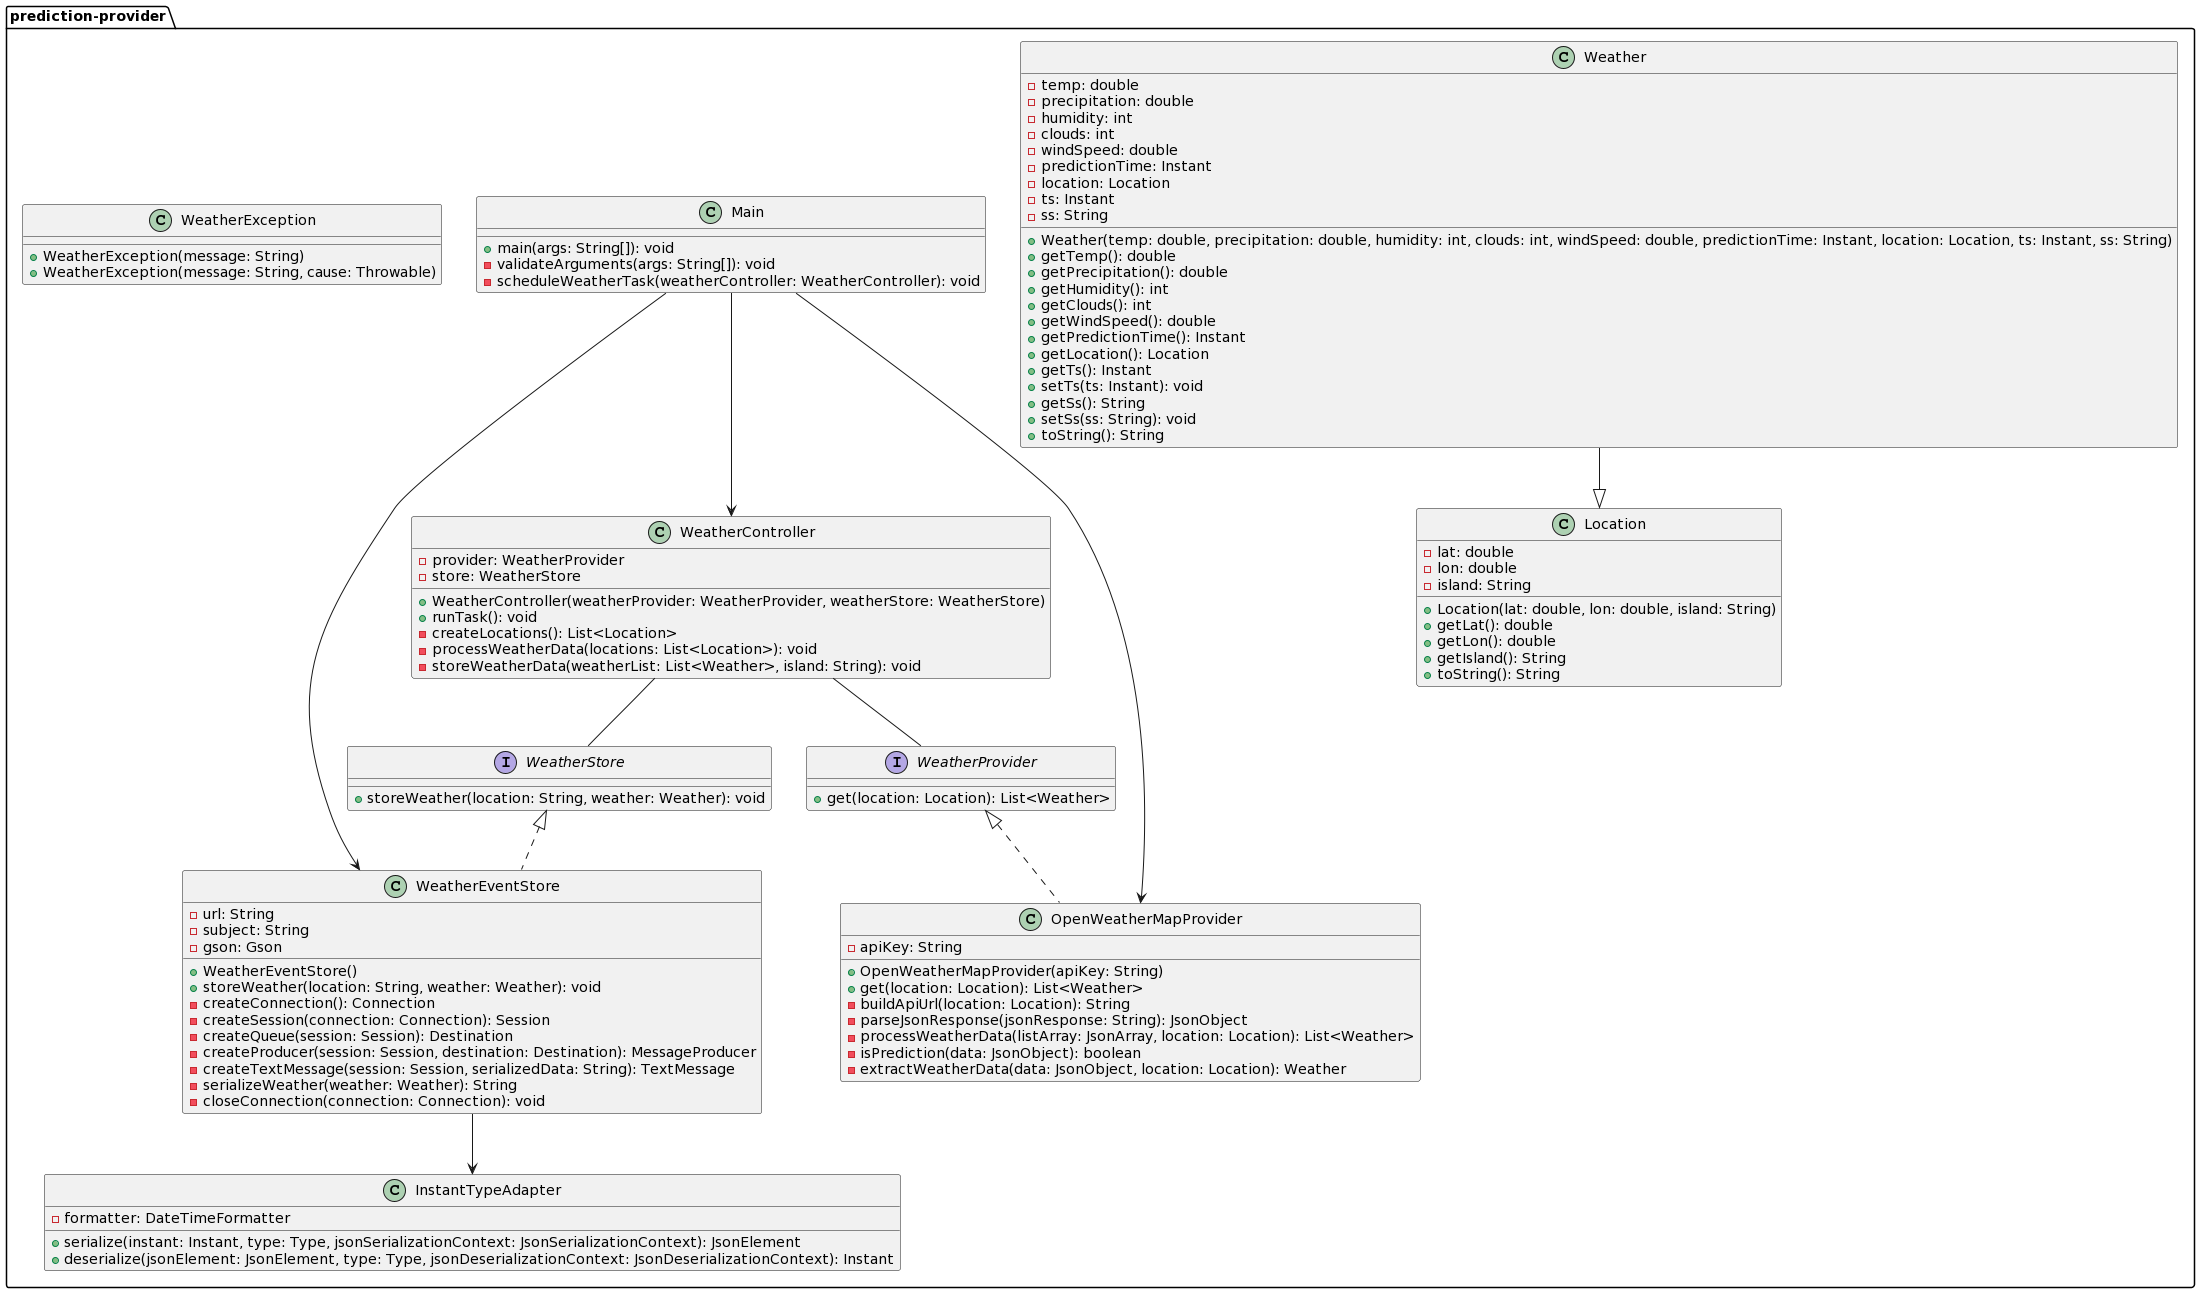 prediction-provider
C Weather
temp: double
precipitation: double
humidity: int
clouds: int
windSpeed: double
predictionTime: Instant
location: Location
ts: Instant
ss: String
Weather(temp: double, precipitation: double, humidity: int, clouds: int, windSpeed: double, predictionTime: Instant, location: Location, ts: Instant, ss: String)
getTemp(): double
getPrecipitation(): double
getHumidity(): int
getClouds(): int
getWindSpeed(): double
getPredictionTime(): Instant
getLocation(): Location
getTs(): Instant
setTs(ts: Instant): void
getSs(): String
setSs(ss: String): void
toString(): String
C WeatherException
WeatherException(message: String)
WeatherException(message: String, cause: Throwable)
C Main
main(args: String[]): void
validateArguments(args: String[]): void
scheduleWeatherTask(weatherController: WeatherController): void
C WeatherController
provider: WeatherProvider
store: WeatherStore
WeatherController(weatherProvider: WeatherProvider, weatherStore: WeatherStore)
runTask(): void
createLocations(): List<Location>
processWeatherData(locations: List<Location>): void
storeWeatherData(weatherList: List<Weather>, island: String): void
C Location
lat: double
lon: double
island: String
Location(lat: double, lon: double, island: String)
getLat(): double
getLon(): double
getIsland(): String
toString(): String
I WeatherStore
storeWeather(location: String, weather: Weather): void
I WeatherProvider
get(location: Location): List<Weather>
C WeatherEventStore
url: String
subject: String
gson: Gson
WeatherEventStore()
storeWeather(location: String, weather: Weather): void
createConnection(): Connection
createSession(connection: Connection): Session
createQueue(session: Session): Destination
createProducer(session: Session, destination: Destination): MessageProducer
createTextMessage(session: Session, serializedData: String): TextMessage
serializeWeather(weather: Weather): String
closeConnection(connection: Connection): void
C OpenWeatherMapProvider
apiKey: String
OpenWeatherMapProvider(apiKey: String)
get(location: Location): List<Weather>
buildApiUrl(location: Location): String
parseJsonResponse(jsonResponse: String): JsonObject
processWeatherData(listArray: JsonArray, location: Location): List<Weather>
isPrediction(data: JsonObject): boolean
extractWeatherData(data: JsonObject, location: Location): Weather
C InstantTypeAdapter
formatter: DateTimeFormatter
serialize(instant: Instant, type: Type, jsonSerializationContext: JsonSerializationContext): JsonElement
deserialize(jsonElement: JsonElement, type: Type, jsonDeserializationContext: JsonDeserializationContext): Instant